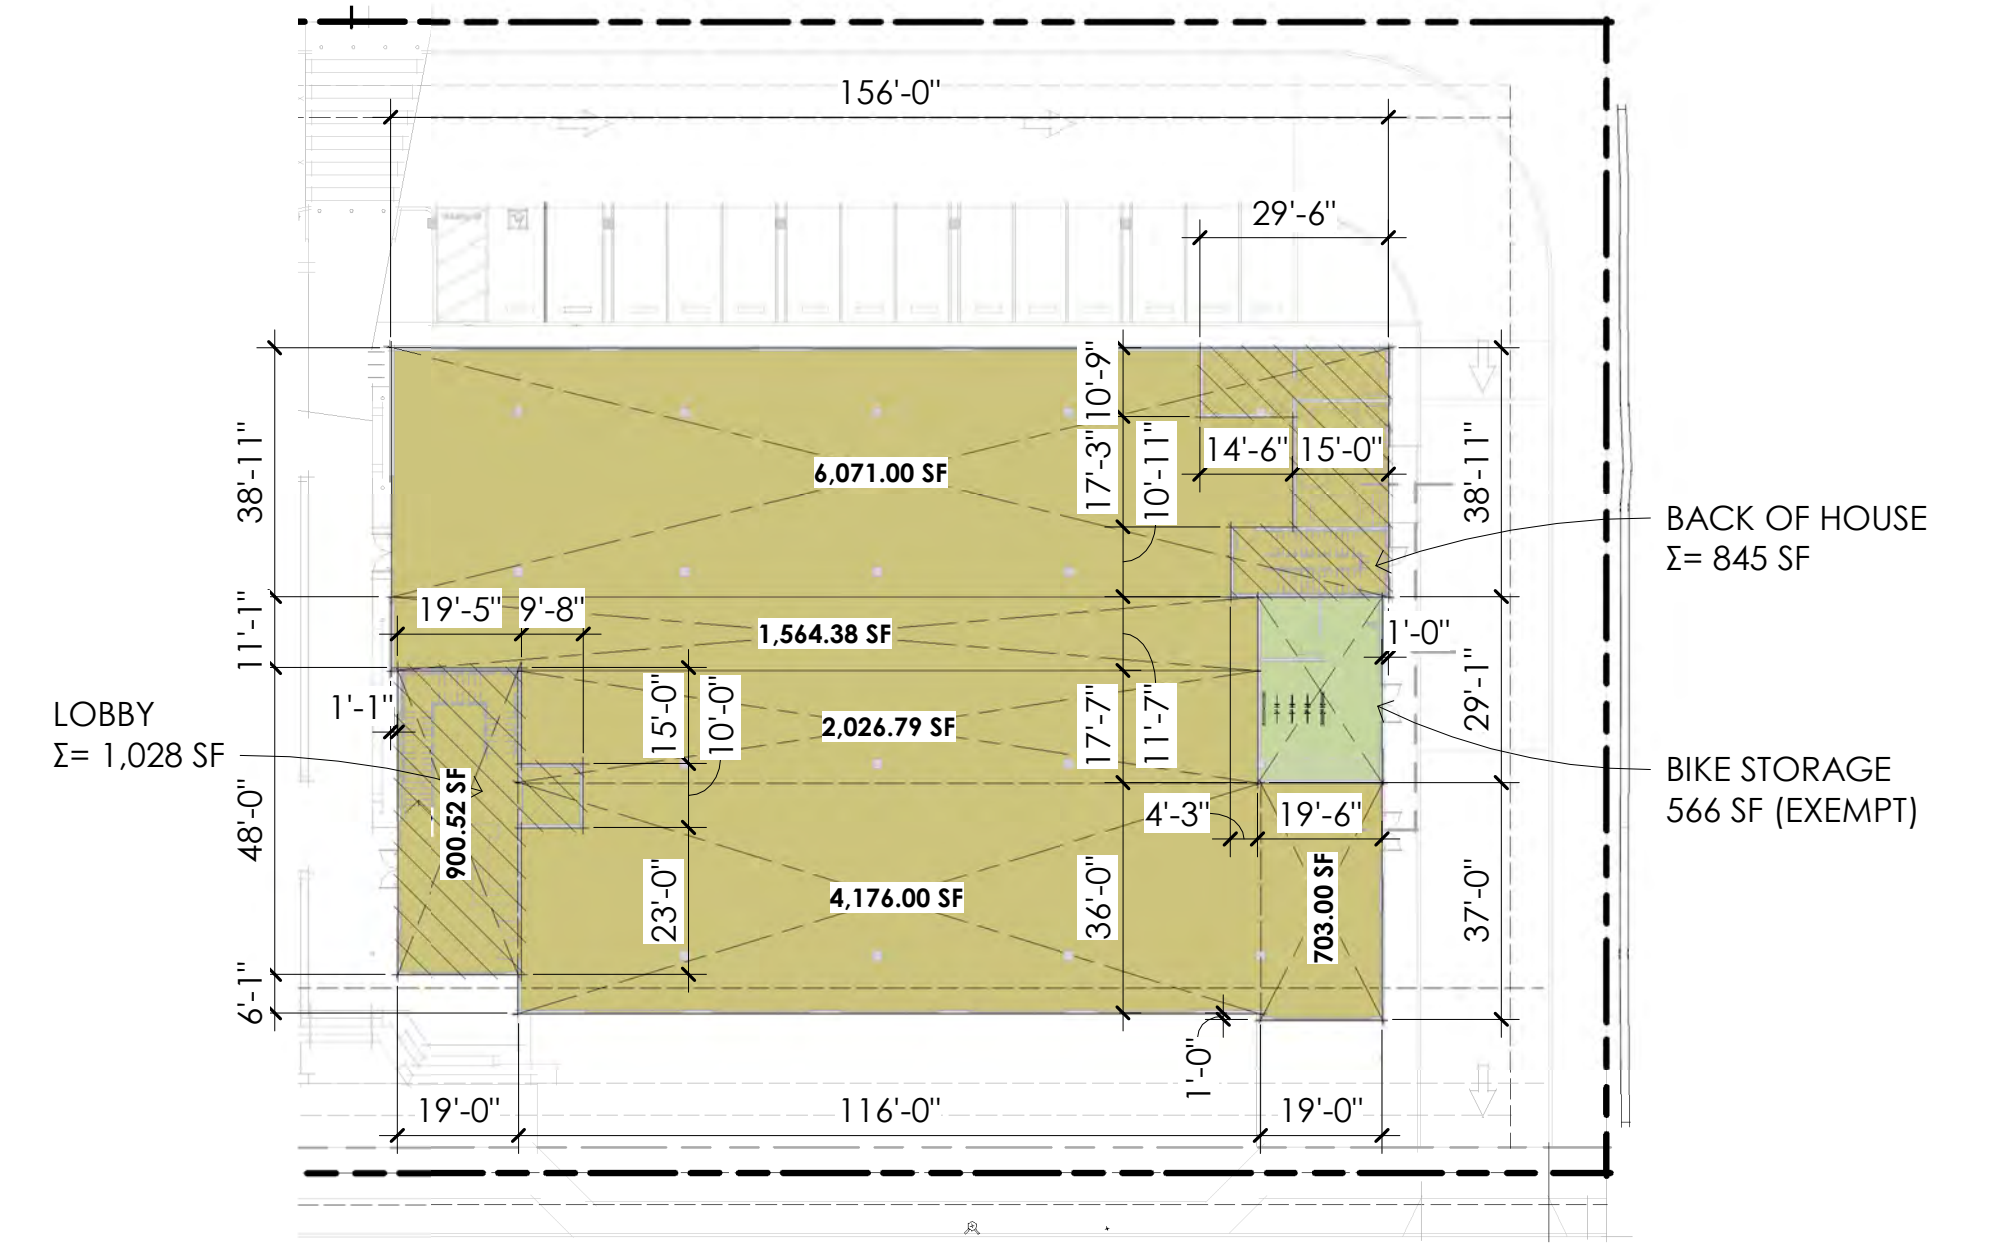 156'-0"
29'-6"
10'-9"
38'-11"
6,071.00 SF
17'-3"
10'-11"
14'-6"
15'-0"
38'-11"
BACK OF HOUSE
Σ= 845 SF
19'-5"
9'-8"
11'-1"
1,564.38 SF
1'-0"
LOBBY
Σ= 1,028 SF
1'-1"
15'-0"
10'-0"
2,026.79 SF
17'-7"
11'-7"
29'-1"
BIKE STORAGE
566 SF (EXEMPT)
48'-0"
900.52 SF
4'-3"
19'-6"
23'-0"
4,176.00 SF
36'-0"
703.00 SF
37'-0"
6'-1"
1'-0"
19'-0"
116'-0"
19'-0"